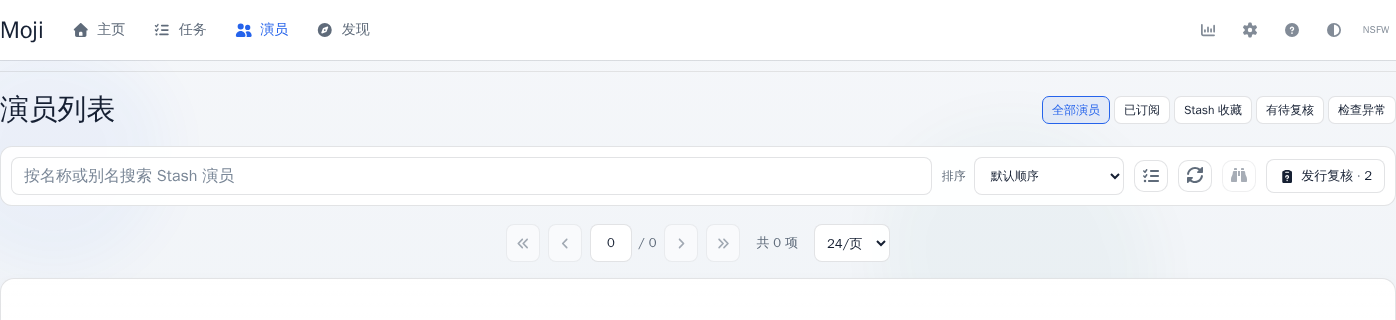 Moji 主页 任务 演员 发现 NSFW
演员列表 全部演员 已订阅 Stash 收藏 有待复核 检查异常
按名称或别名搜索 Stash 演员 排序 默认顺序 发行复核 · 2
0 / 0 共 0 项 24/页